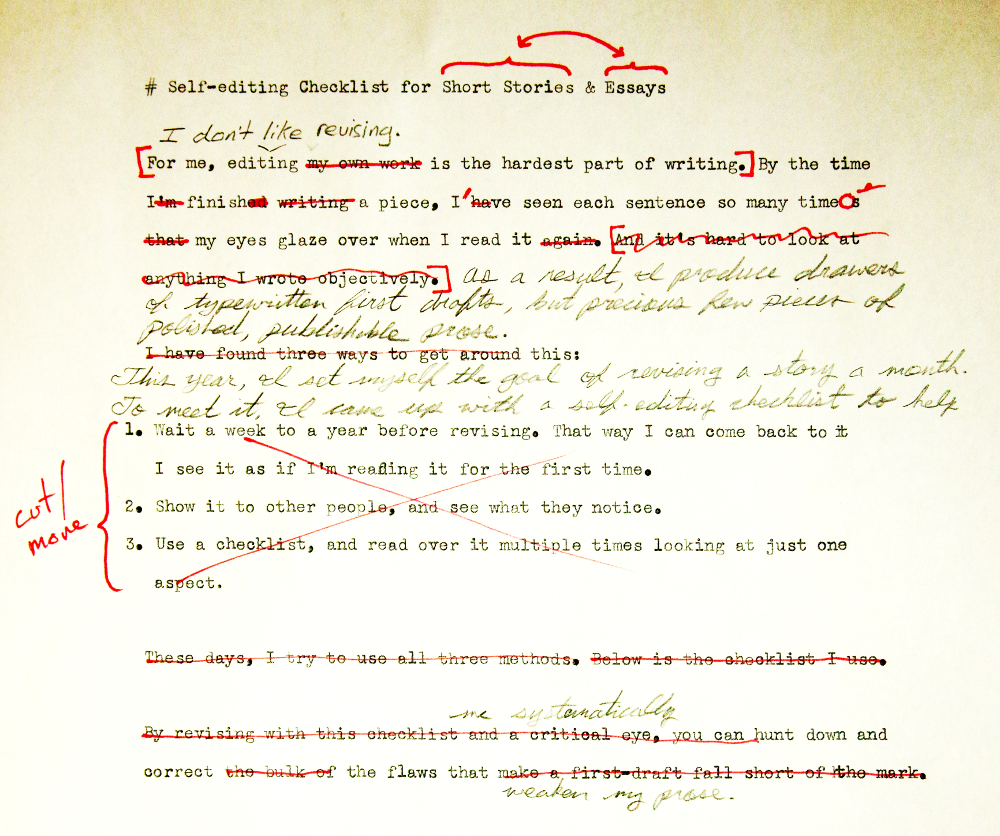 # Self-editing Checklist for Short Stories & Essays
I don't like revising.
[For me, editing my own work is the hardest part of writing.] By the time
I'm finished writing a piece, I'have seen each sentence so many times
that my eyes glaze over when I read it again. [And it's hard to look at
anything I wrote objectively.] As a result, I produce drawers
of typewritten first drafts, but precious few pieces of
polished, publishable prose.
I have found three ways to get around this:
This year, I set myself the goal of revising a story a month.
To meet it, I came up with a self-editing checklist to help
1. Wait a week to a year before revising. That way I can come back to it
I see it as if I'm reading it for the first time.
cut/
move
2. Show it to other people, and see what they notice.
3. Use a checklist, and read over it multiple times looking at just one
aspect.
These days, I try to use all three methods. Below is the checklist I use.
me systematically
By revising with this checklist and a critical eye, you can hunt down and
correct the bulk of the flaws that make a first-draft fall short of the mark.
weaken my prose.